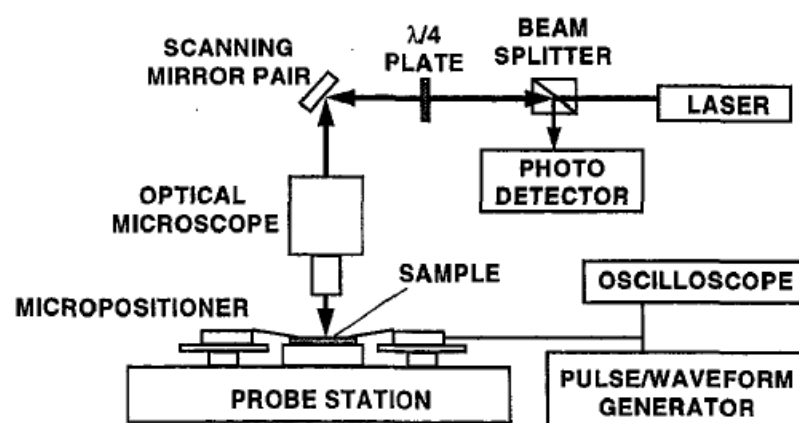 SCANNING
MIRROR PAIR
λ/4
PLATE
BEAM
SPLITTER
LASER
PHOTO
DETECTOR
OPTICAL
MICROSCOPE
SAMPLE
OSCILLOSCOPE
MICROPOSITIONER
PROBE STATION
PULSE/WAVEFORM
GENERATOR